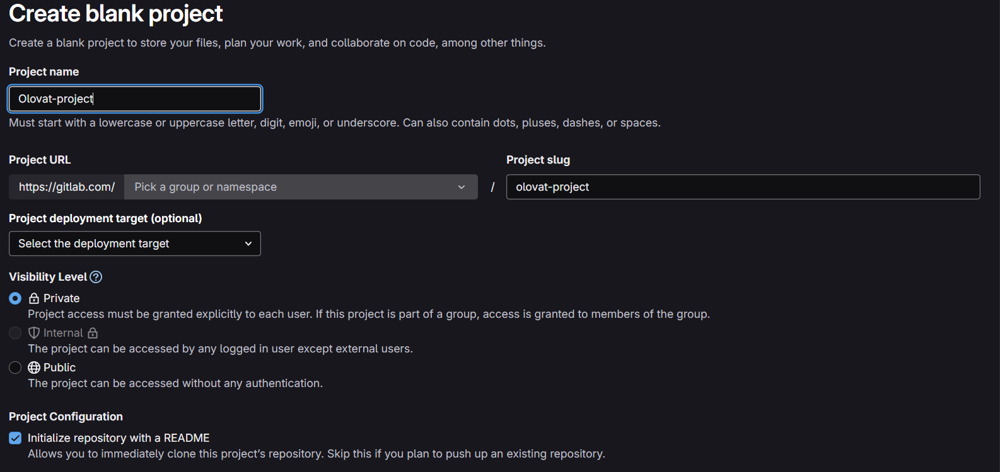 Create blank project
Create a blank project to store your files, plan your work, and collaborate on code, among other things.
Project name
Olovat-project
Must start with a lowercase or uppercase letter, digit, emoji, or underscore. Can also contain dots, pluses, dashes, or spaces.
Project URL
https://gitlab.com/ Pick a group or namespace
/
Project slug
olovat-project
Project deployment target (optional)
Select the deployment target
Visibility Level ?
Private
Project access must be granted explicitly to each user. If this project is part of a group, access is granted to members of the group.
Internal
The project can be accessed by any logged in user except external users.
Public
The project can be accessed without any authentication.
Project Configuration
Initialize repository with a README
Allows you to immediately clone this project’s repository. Skip this if you plan to push up an existing repository.